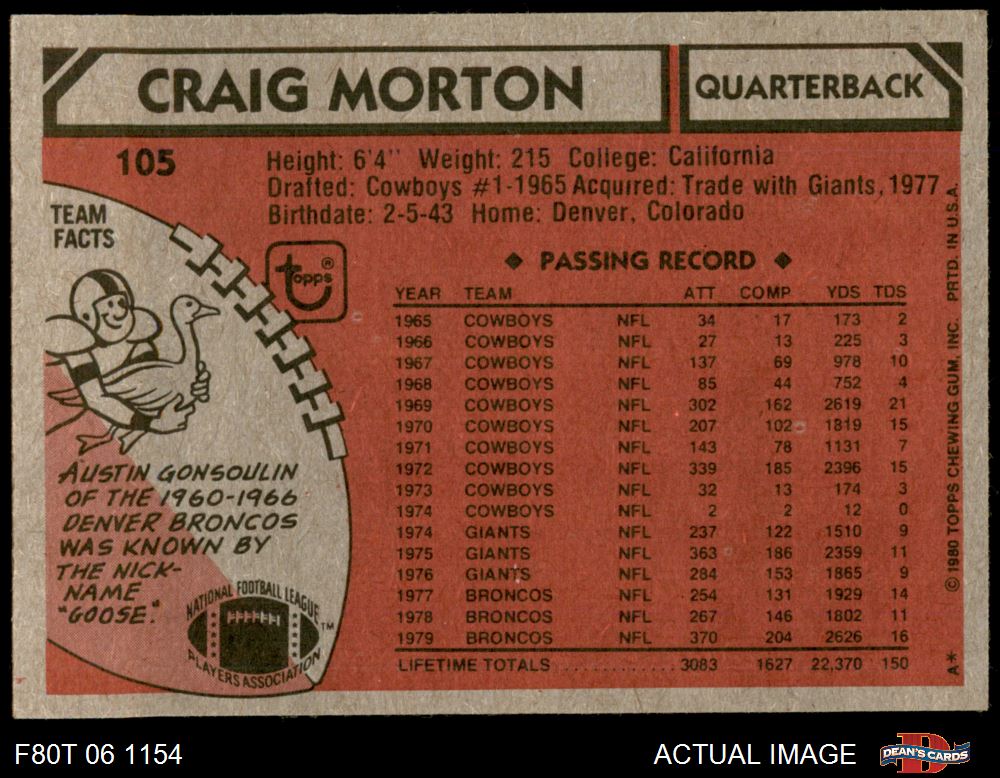 CRAIG MORTON
QUARTERBACK
105
Height: 6'4" Weight: 215 College: California
Drafted: Cowboys #1-1965 Acquired: Trade with Giants, 1977
Birthdate: 2-5-43 Home: Denver, Colorado
TEAM
FACTS
topps®
AUSTIN GONSOULIN
OF THE 1960-1966
DENVER BRONCOS
WAS KNOWN BY
THE NICK-
NAME
"GOOSE."
NATIONAL FOOTBALL LEAGUE
PLAYERS ASSOCIATION
TM
◆ PASSING RECORD ◆
YEAR TEAM ATT COMP YDS TDS
1965 COWBOYS NFL 34 17 173 2
1966 COWBOYS NFL 27 13 225 3
1967 COWBOYS NFL 137 69 978 10
1968 COWBOYS NFL 85 44 752 4
1969 COWBOYS NFL 302 162 2619 21
1970 COWBOYS NFL 207 102 1819 15
1971 COWBOYS NFL 143 78 1131 7
1972 COWBOYS NFL 339 185 2396 15
1973 COWBOYS NFL 32 13 174 3
1974 COWBOYS NFL 2 2 12 0
1974 GIANTS NFL 237 122 1510 9
1975 GIANTS NFL 363 186 2359 11
1976 GIANTS NFL 284 153 1865 9
1977 BRONCOS NFL 254 131 1929 14
1978 BRONCOS NFL 267 146 1802 11
1979 BRONCOS NFL 370 204 2626 16
LIFETIME TOTALS ............ 3083 1627 22,370 150
©1980 TOPPS CHEWING GUM, INC. PRTD. IN U.S.A.
A*
F80T 06 1154
ACTUAL IMAGE
DEAN'S CARDS